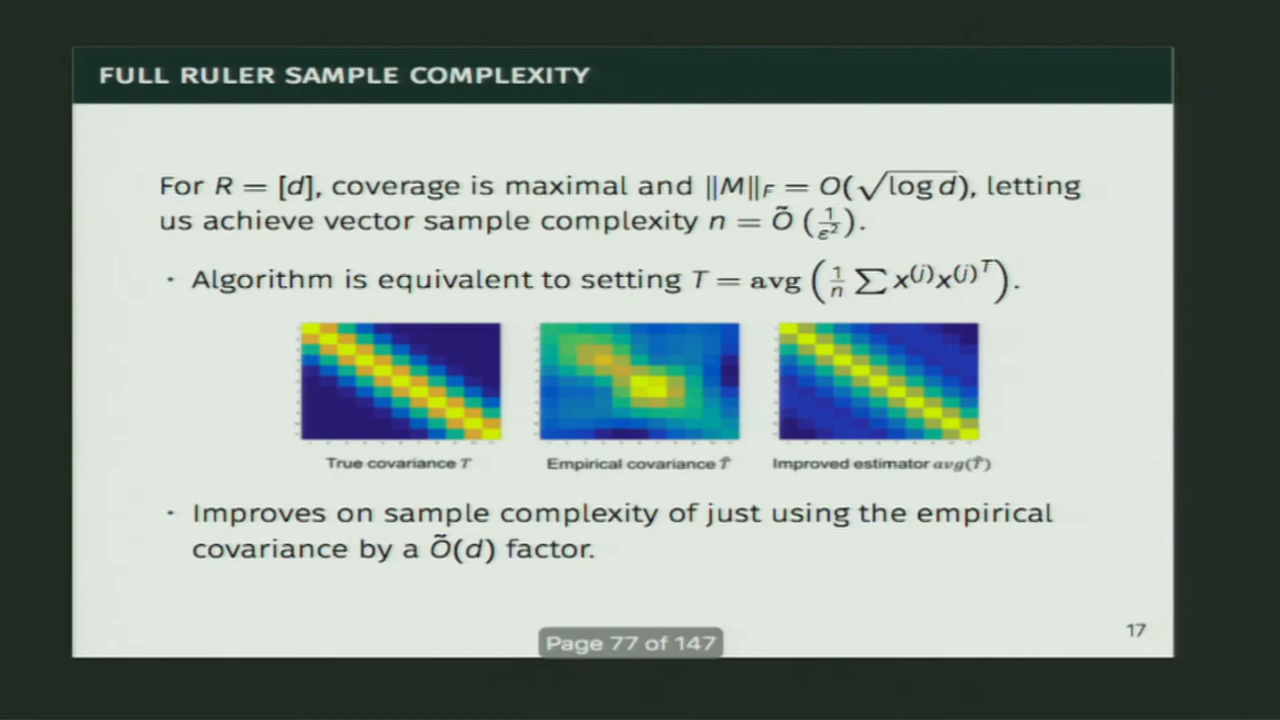 FULL RULER SAMPLE COMPLEXITY
For R = [d], coverage is maximal and ‖M‖F = O(√log d), letting
us achieve vector sample complexity n = Õ (1/ε²).
· Algorithm is equivalent to setting T = avg (1/n ∑ x⁽ʲ⁾x⁽ʲ⁾ᵀ).
True covariance T
Empirical covariance T̂
Improved estimator avg(T̂)
· Improves on sample complexity of just using the empirical
covariance by a Õ(d) factor.
17
Page 77 of 147